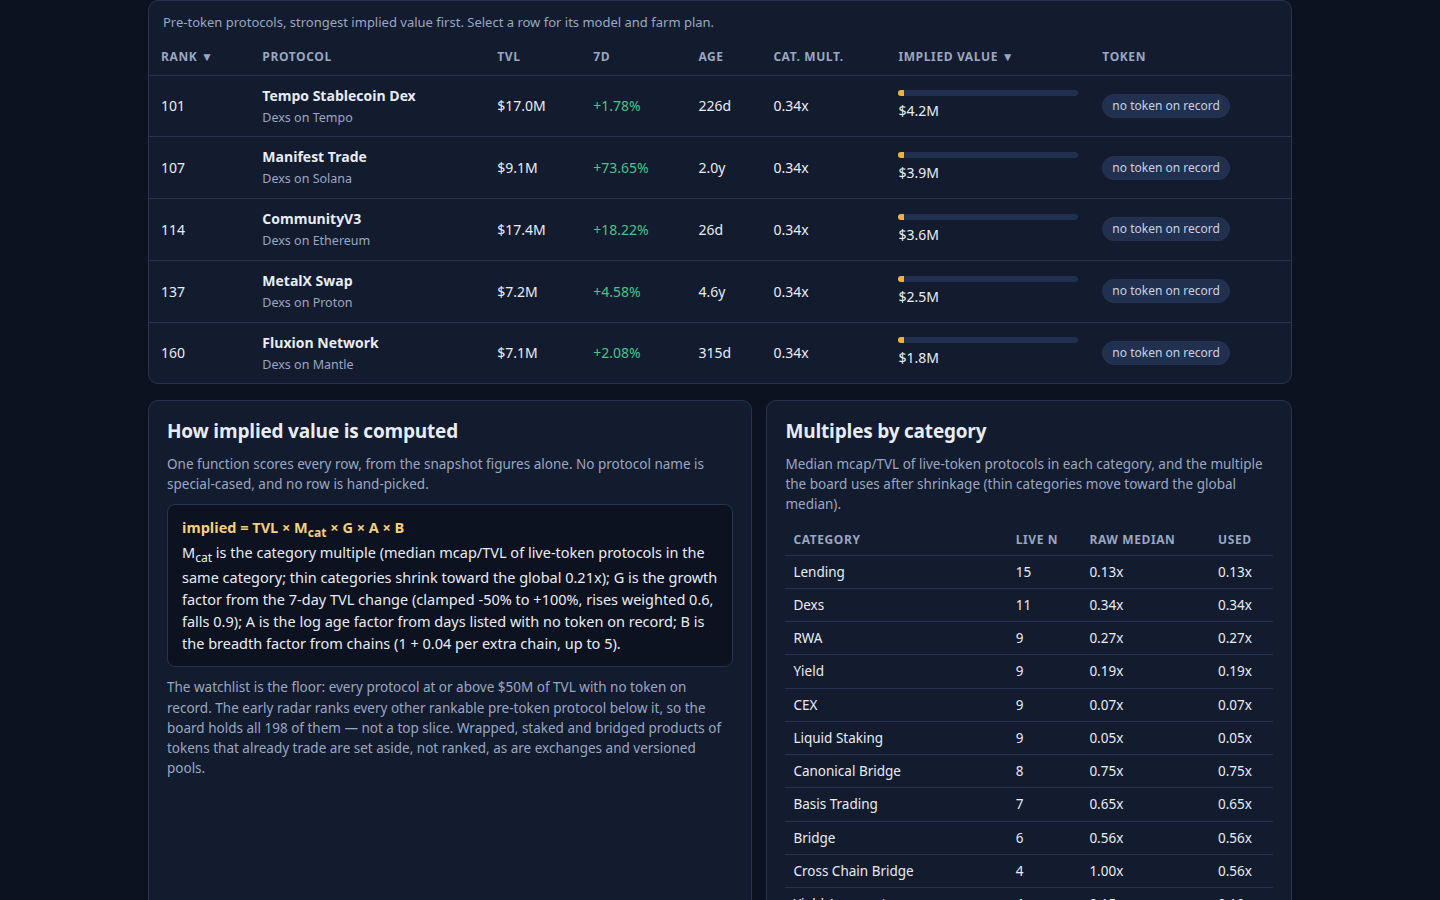 Pre-token protocols, strongest implied value first. Select a row for its model and farm plan.
RANK ▼ PROTOCOL TVL 7D AGE CAT. MULT. IMPLIED VALUE ▼ TOKEN
101 Tempo Stablecoin Dex $17.0M +1.78% 226d 0.34x $4.2M no token on record
Dexs on Tempo
107 Manifest Trade $9.1M +73.65% 2.0y 0.34x $3.9M no token on record
Dexs on Solana
114 CommunityV3 $17.4M +18.22% 26d 0.34x $3.6M no token on record
Dexs on Ethereum
137 MetalX Swap $7.2M +4.58% 4.6y 0.34x $2.5M no token on record
Dexs on Proton
160 Fluxion Network $7.1M +2.08% 315d 0.34x $1.8M no token on record
Dexs on Mantle
How implied value is computed
One function scores every row, from the snapshot figures alone. No protocol name is
special-cased, and no row is hand-picked.
implied = TVL × Mcat × G × A × B
Mcat is the category multiple (median mcap/TVL of live-token protocols in the
same category; thin categories shrink toward the global 0.21x); G is the growth
factor from the 7-day TVL change (clamped -50% to +100%, rises weighted 0.6,
falls 0.9); A is the log age factor from days listed with no token on record; B is
the breadth factor from chains (1 + 0.04 per extra chain, up to 5).
The watchlist is the floor: every protocol at or above $50M of TVL with no token on
record. The early radar ranks every other rankable pre-token protocol below it, so the
board holds all 198 of them — not a top slice. Wrapped, staked and bridged products of
tokens that already trade are set aside, not ranked, as are exchanges and versioned
pools.
Multiples by category
Median mcap/TVL of live-token protocols in each category, and the multiple
the board uses after shrinkage (thin categories move toward the global
median).
CATEGORY LIVE N RAW MEDIAN USED
Lending 15 0.13x 0.13x
Dexs 11 0.34x 0.34x
RWA 9 0.27x 0.27x
Yield 9 0.19x 0.19x
CEX 9 0.07x 0.07x
Liquid Staking 9 0.05x 0.05x
Canonical Bridge 8 0.75x 0.75x
Basis Trading 7 0.65x 0.65x
Bridge 6 0.56x 0.56x
Cross Chain Bridge 4 1.00x 0.56x